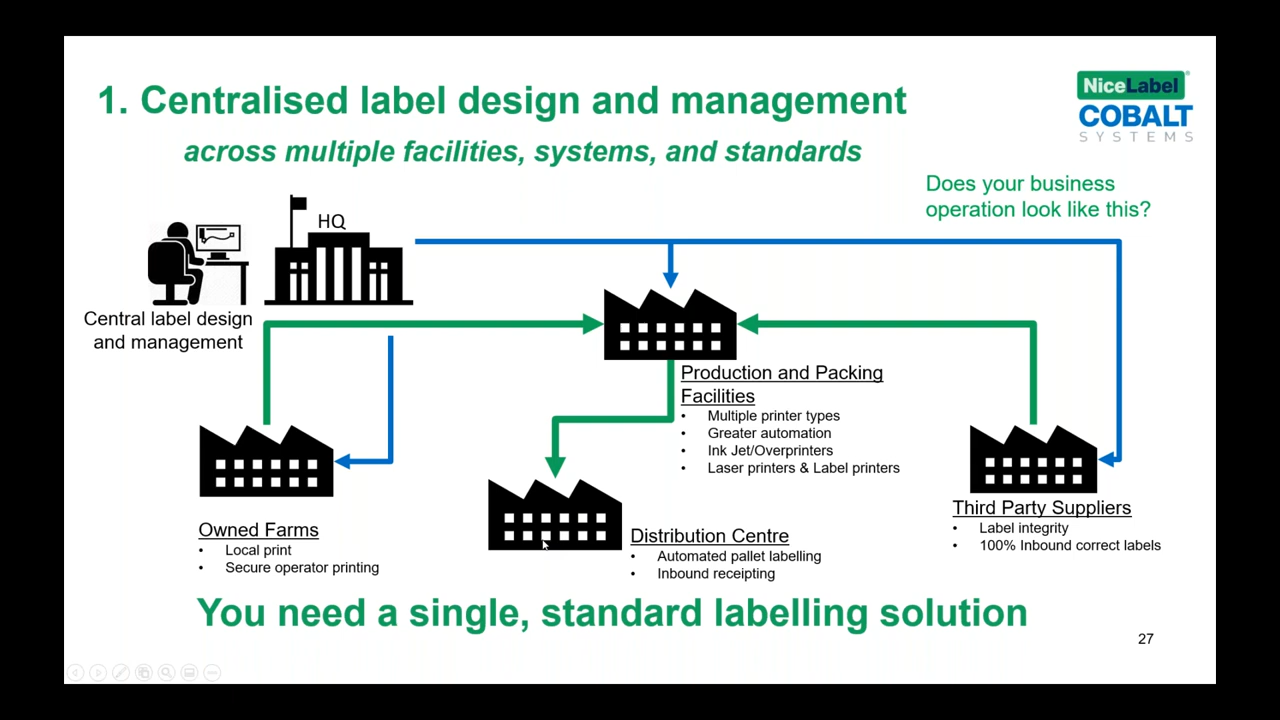 1. Centralised label design and management
across multiple facilities, systems, and standards
NiceLabel
COBALT
SYSTEMS
Does your business
operation look like this?
HQ
Central label design
and management
Production and Packing
Facilities
• Multiple printer types
• Greater automation
• Ink Jet/Overprinters
• Laser printers & Label printers
Owned Farms
• Local print
• Secure operator printing
Distribution Centre
• Automated pallet labelling
• Inbound receipting
Third Party Suppliers
• Label integrity
• 100% Inbound correct labels
You need a single, standard labelling solution
27